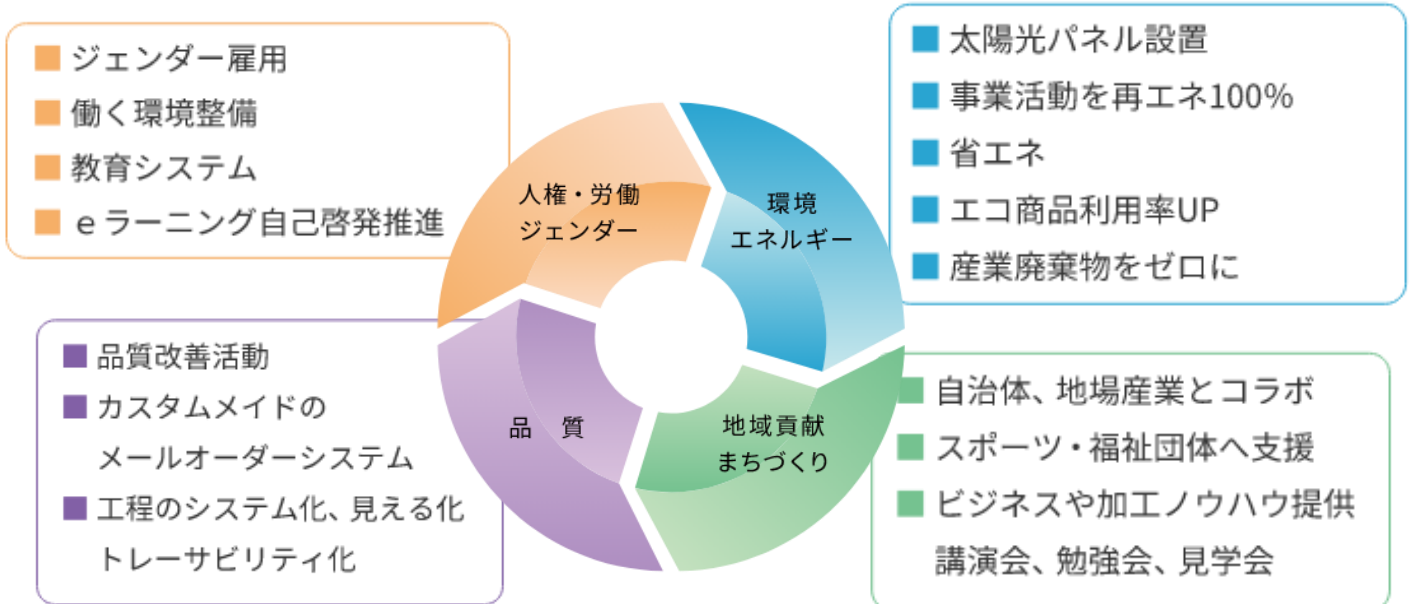 ジェンダー雇用
働く環境整備
教育システム
eラーニング自己啓発推進
太陽光パネル設置
事業活動を再エネ100%
省エネ
エコ商品利用率UP
産業廃棄物をゼロに
人権・労働
ジェンダー
環境
エネルギー
品　質
地域貢献
まちづくり
品質改善活動
カスタムメイドの
メールオーダーシステム
工程のシステム化、見える化
トレーサビリティ化
自治体、地場産業とコラボ
スポーツ・福祉団体へ支援
ビジネスや加工ノウハウ提供
講演会、勉強会、見学会